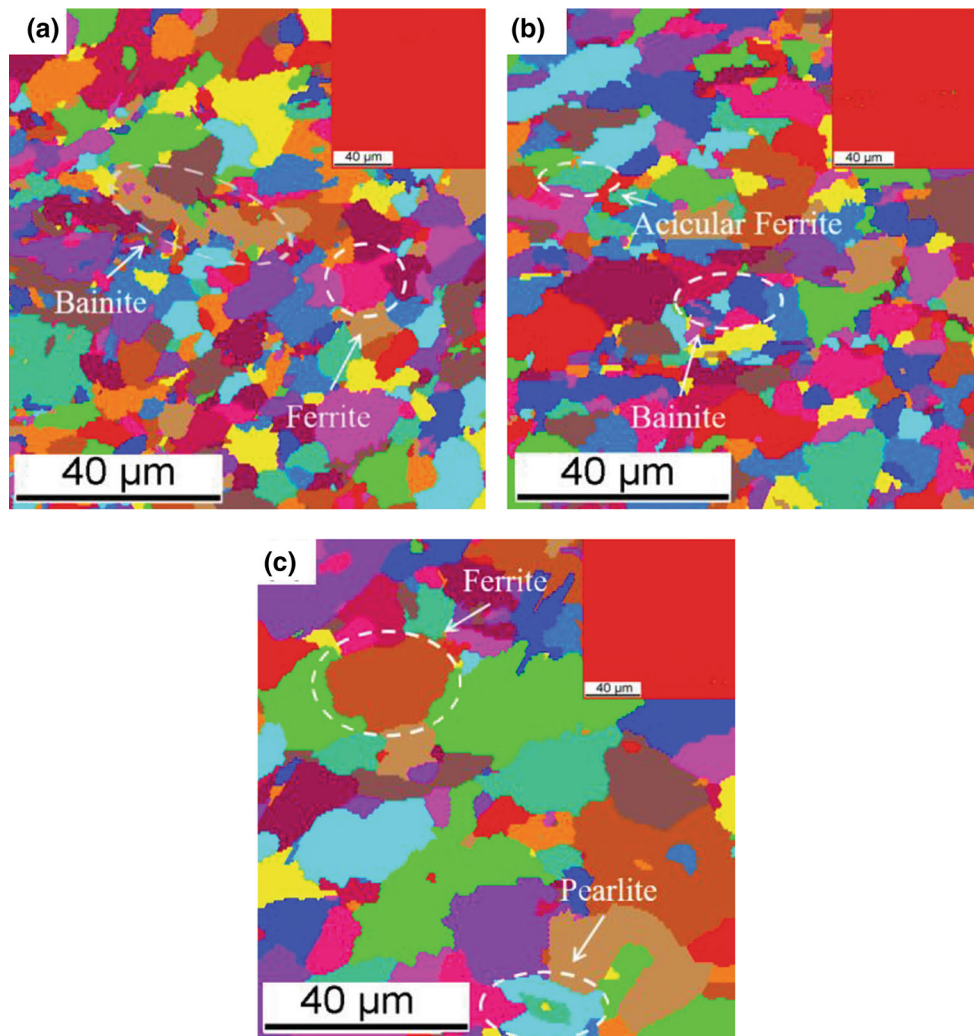 (a)
40 µm
Bainite
Ferrite
40 µm
(b)
40 µm
Acicular Ferrite
Bainite
40 µm
(c)
Ferrite
40 µm
Pearlite
40 µm